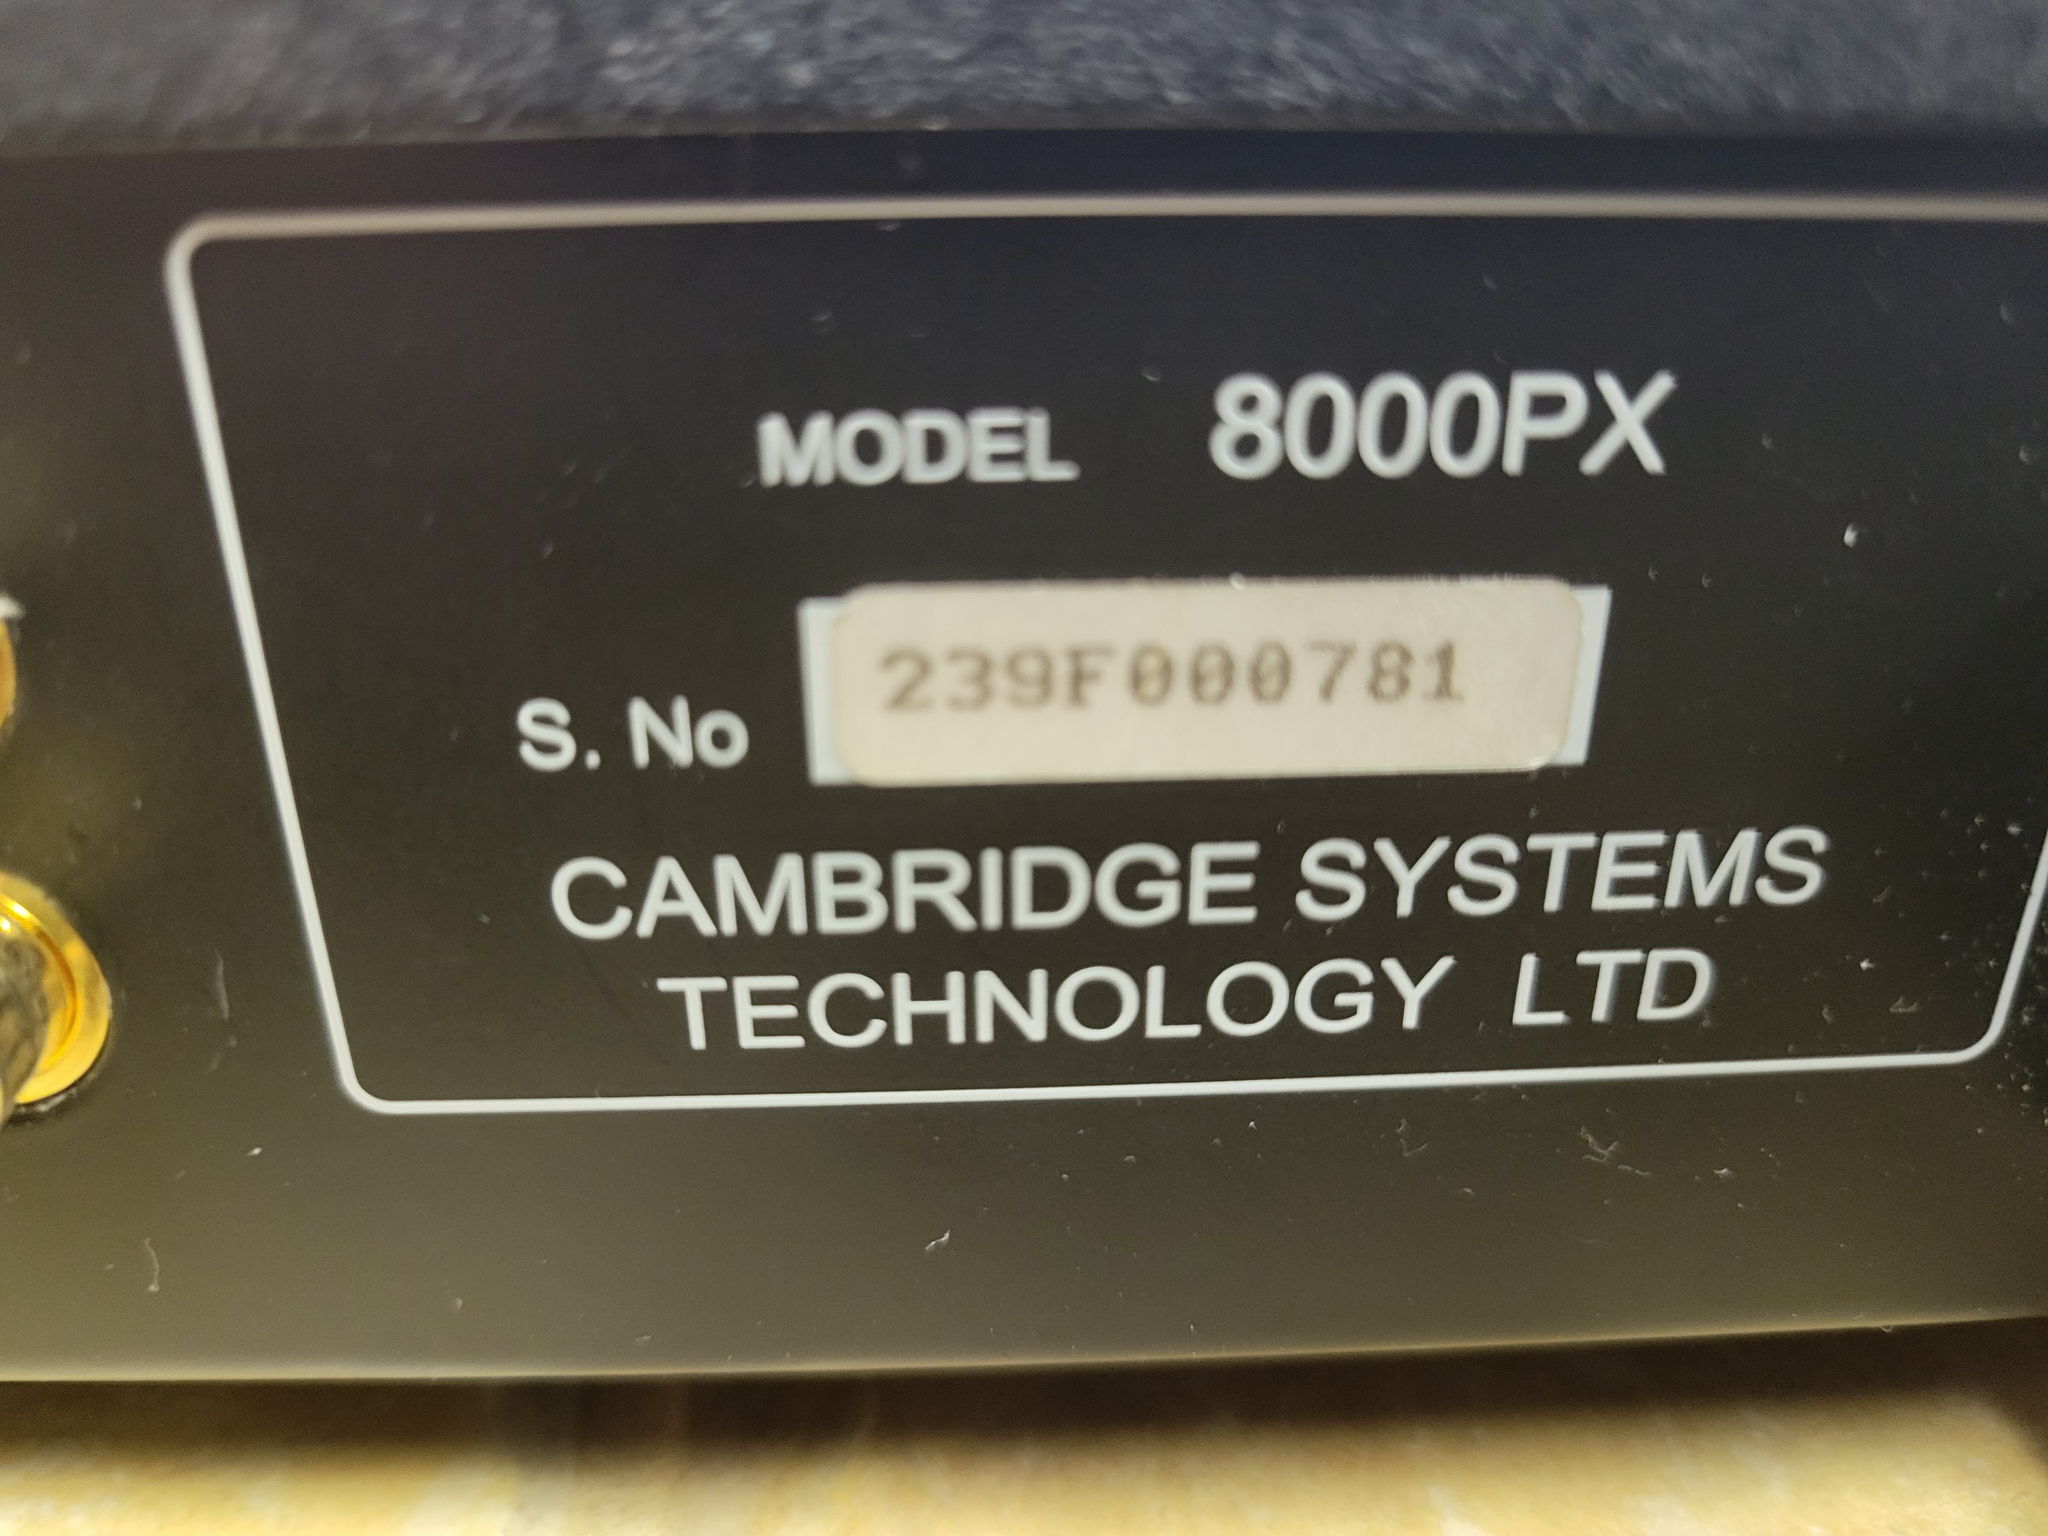 MODEL 8000PX
S. No 239F000781
CAMBRIDGE SYSTEMS
TECHNOLOGY LTD